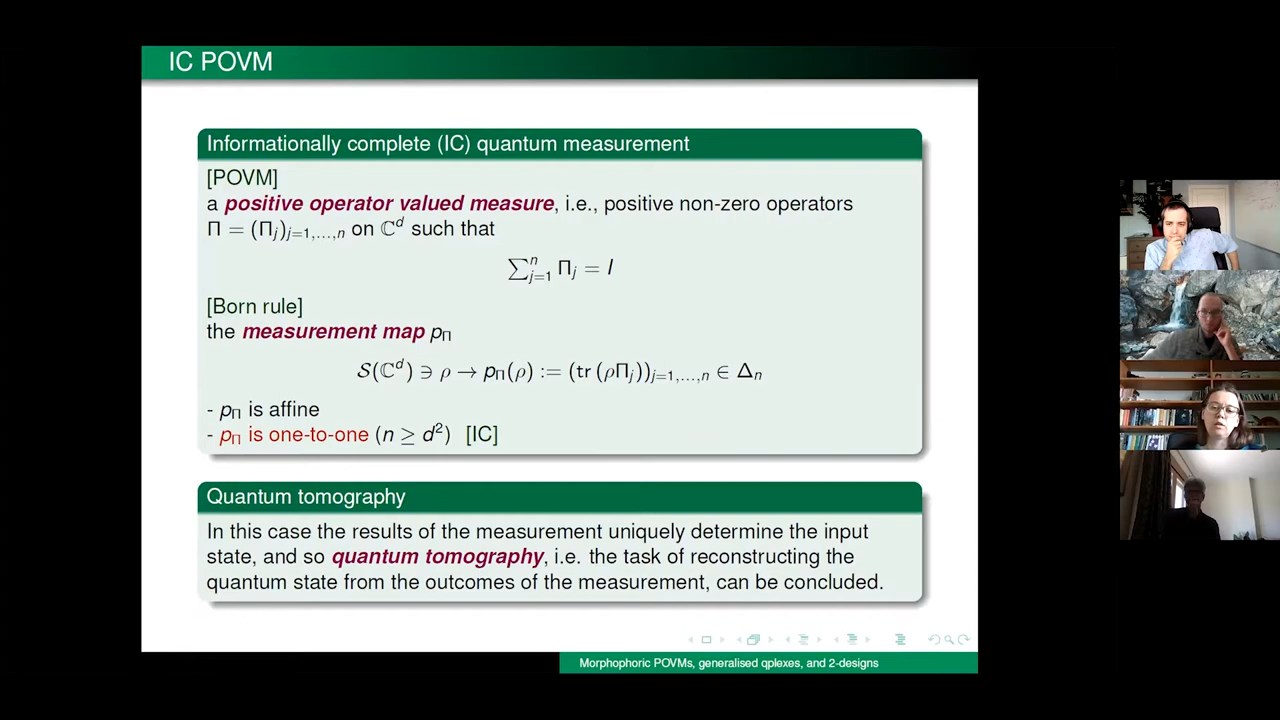 IC POVM
Informationally complete (IC) quantum measurement
[POVM]
a positive operator valued measure, i.e., positive non-zero operators
Π = (Πⱼ)ⱼ₌₁,…,ₙ on ℂᵈ such that
∑ⁿⱼ₌₁ Πⱼ = I
[Born rule]
the measurement map p_Π
𝒮(ℂᵈ) ∋ ρ → p_Π(ρ) := (tr (ρΠⱼ))ⱼ₌₁,…,ₙ ∈ Δₙ
- p_Π is affine
- p_Π is one-to-one (n ≥ d²) [IC]
Quantum tomography
In this case the results of the measurement uniquely determine the input
state, and so quantum tomography, i.e. the task of reconstructing the
quantum state from the outcomes of the measurement, can be concluded.
Morphophoric POVMs, generalised qplexes, and 2-designs